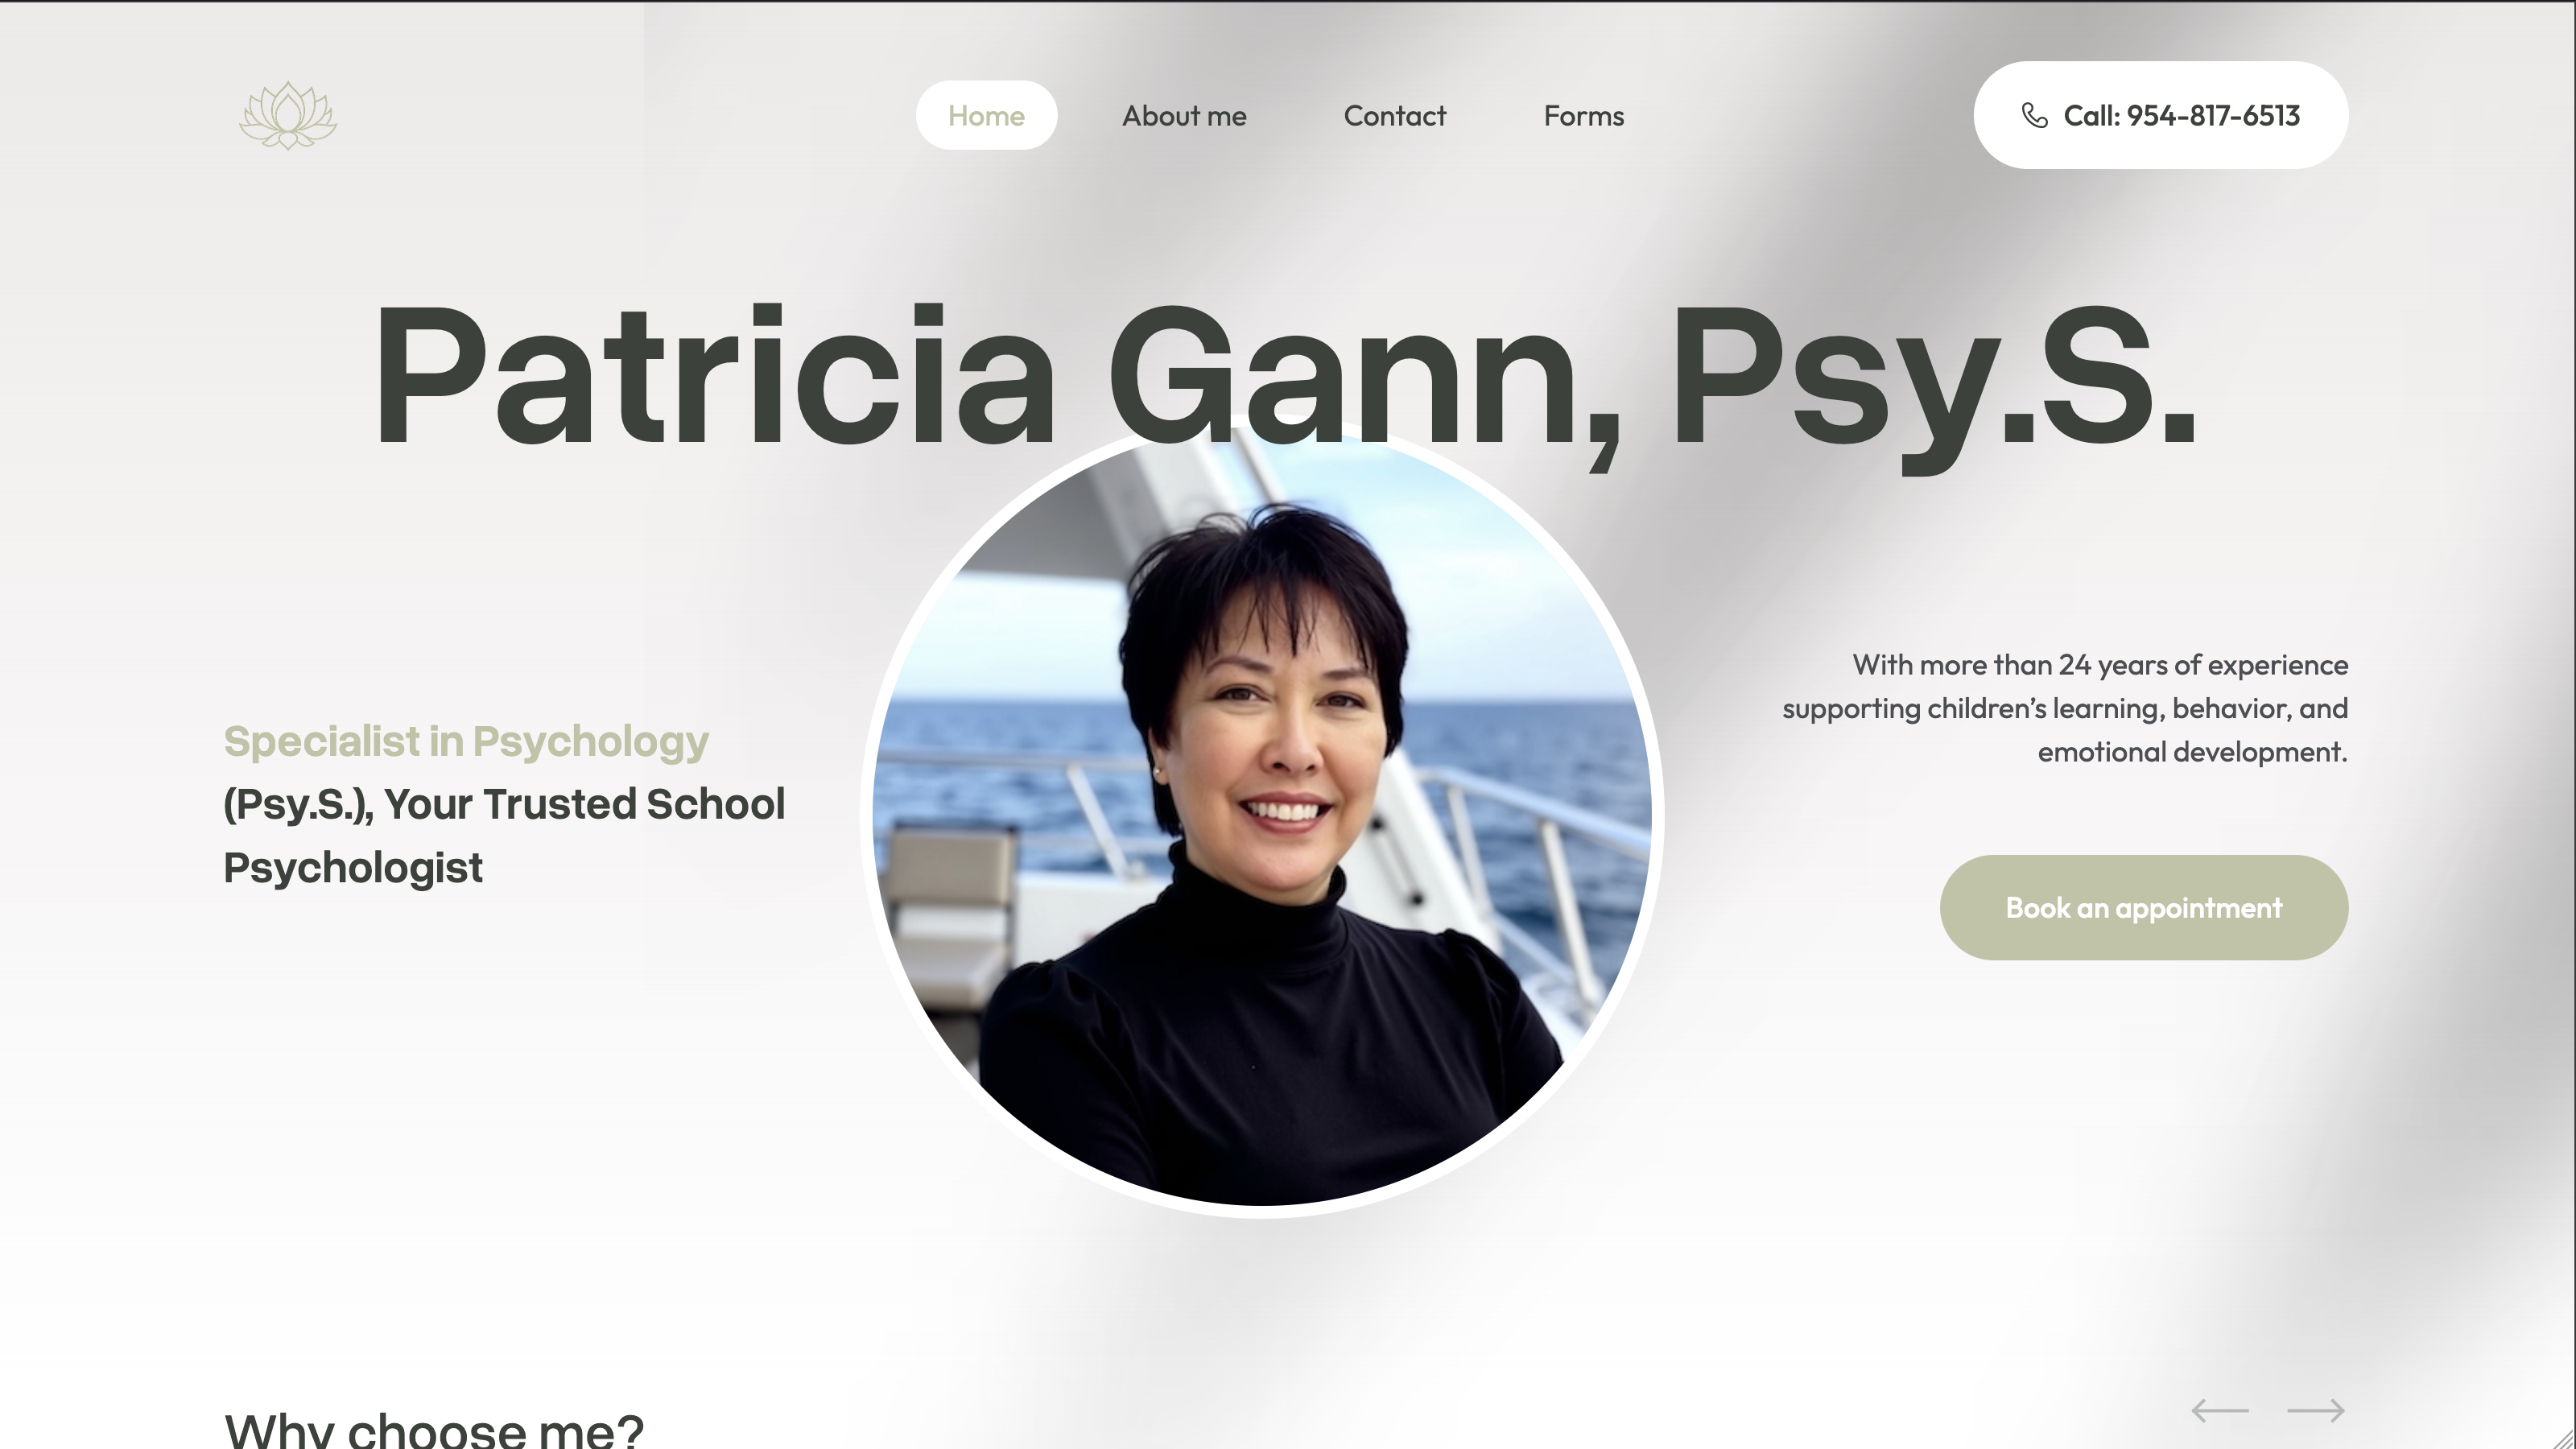 Home
About me
Contact
Forms
Call: 954-817-6513
Patricia Gann, Psy.S.
Specialist in Psychology
(Psy.S.), Your Trusted School
Psychologist
With more than 24 years of experience
supporting children’s learning, behavior, and
emotional development.
Book an appointment
Why choose me?